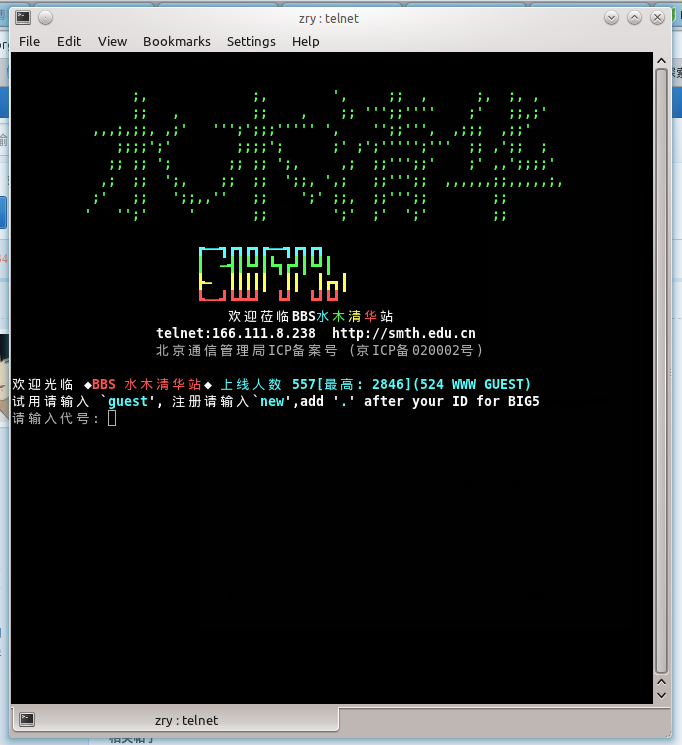 zry : telnet
File Edit View Bookmarks Settings Help
水木清华
欢迎莅临BBS水木清华站
telnet:166.111.8.238 http://smth.edu.cn
北京通信管理局ICP备案号 (京ICP备020002号)
欢迎光临 ◆BBS 水木清华站◆ 上线人数 557[最高: 2846](524 WWW GUEST)
试用请输入 `guest', 注册请输入`new',add '.' after your ID for BIG5
请输入代号:
zry : telnet